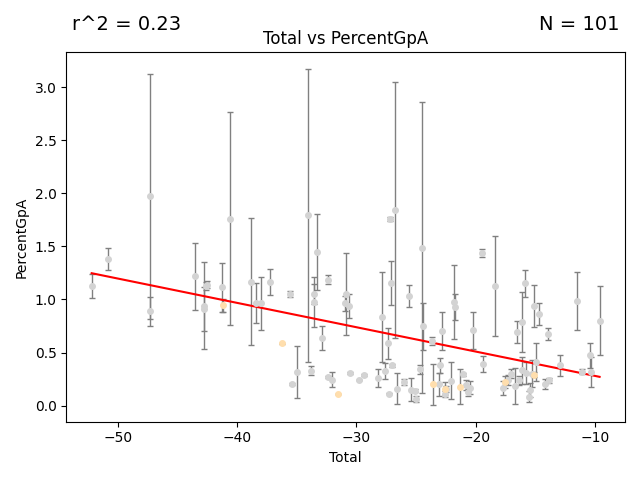 r^2 = 0.23
N = 101
Total vs PercentGpA
PercentGpA
3.0
2.5
2.0
1.5
1.0
0.5
0.0
−50
−40
−30
−20
−10
Total